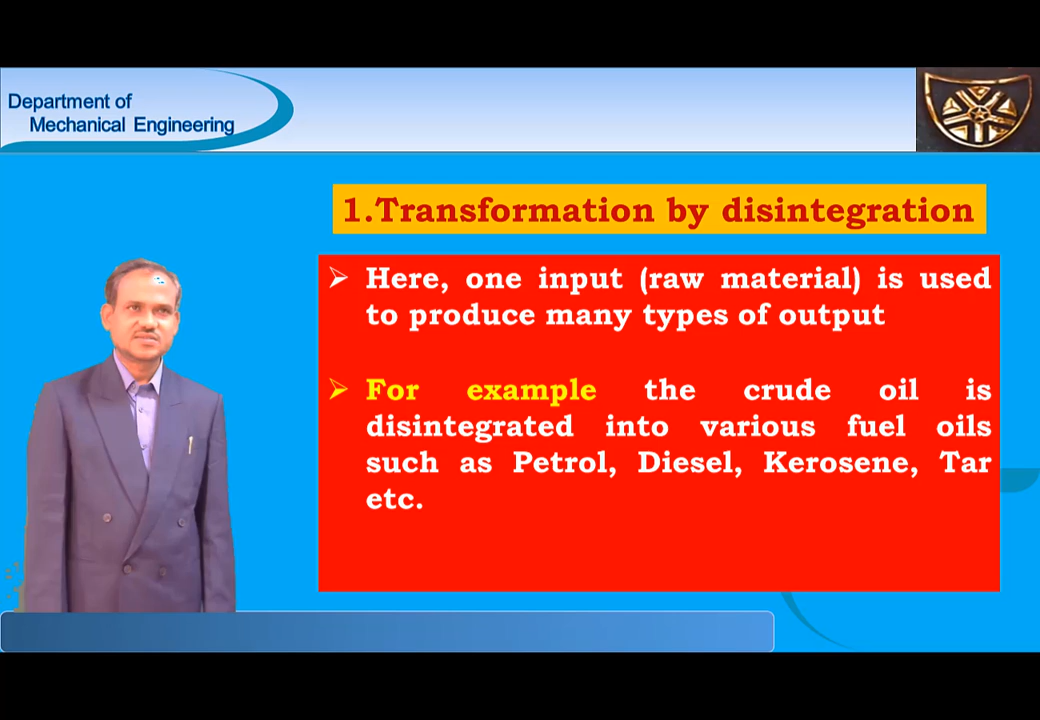 Department of
Mechanical Engineering
1.Transformation by disintegration
Here, one input (raw material) is used
to produce many types of output
For example the crude oil is
disintegrated into various fuel oils
such as Petrol, Diesel, Kerosene, Tar
etc.